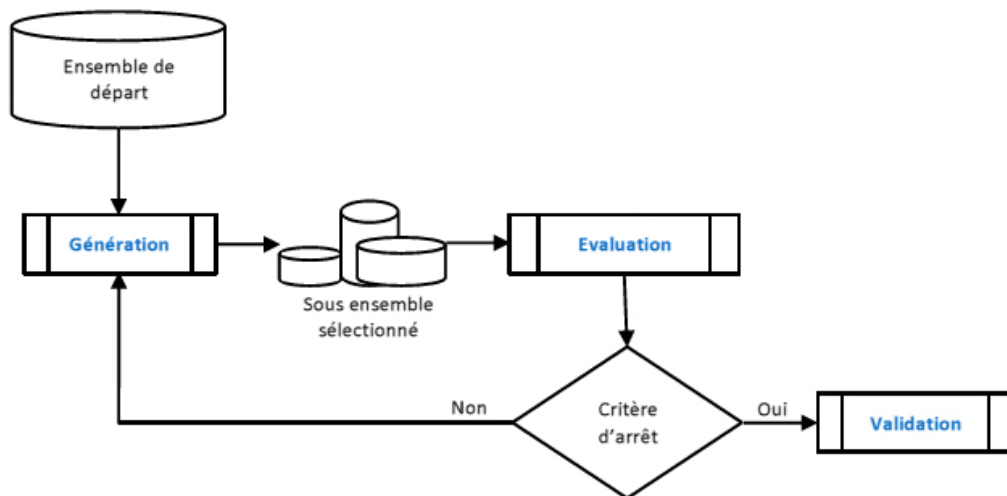 Ensemble de
départ
Génération
Evaluation
Sous ensemble
sélectionné
Non
Critère
d'arrêt
Oui
Validation